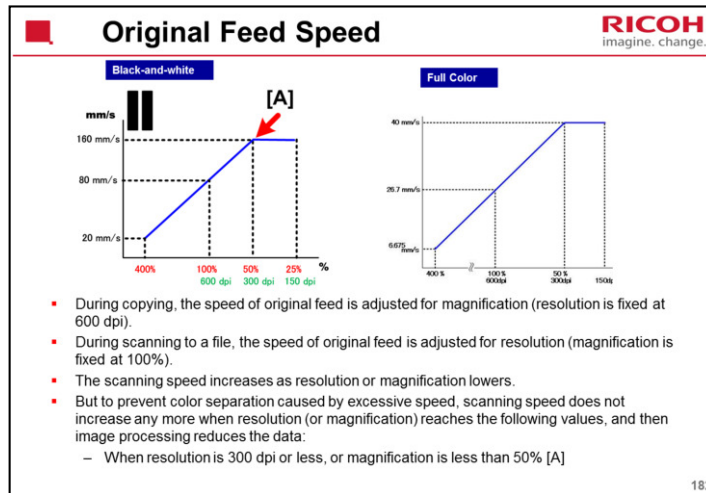 Original Feed Speed
RICOH
imagine. change.
Black-and-white
Full Color
mm/s
[A]
160 mm/s
80 mm/s
20 mm/s
400% 100% 50% 25% %
600 dpi 300 dpi 150 dpi
40 mm/s
25.7 mm/s
6.675
mm/s
400 % 100 % 50 %
600dpi 300dpi 150dp
During copying, the speed of original feed is adjusted for magnification (resolution is fixed at
600 dpi).
During scanning to a file, the speed of original feed is adjusted for resolution (magnification is
fixed at 100%).
The scanning speed increases as resolution or magnification lowers.
But to prevent color separation caused by excessive speed, scanning speed does not
increase any more when resolution (or magnification) reaches the following values, and then
image processing reduces the data:
– When resolution is 300 dpi or less, or magnification is less than 50% [A]